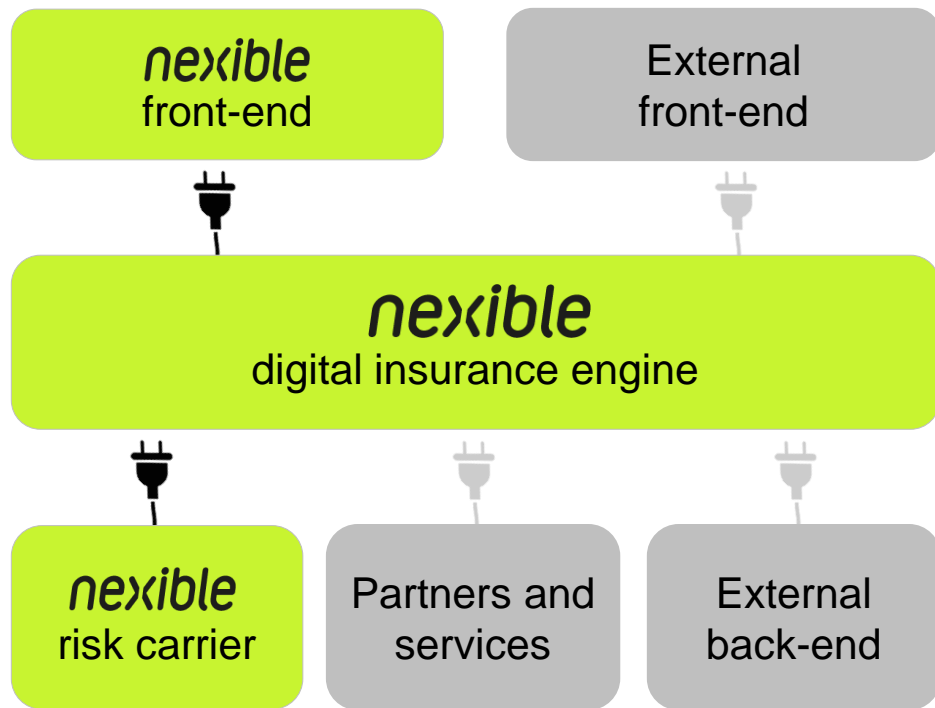 nexible
front-end
External
front-end
nexible
digital insurance engine
nexible
risk carrier
Partners and
services
External
back-end